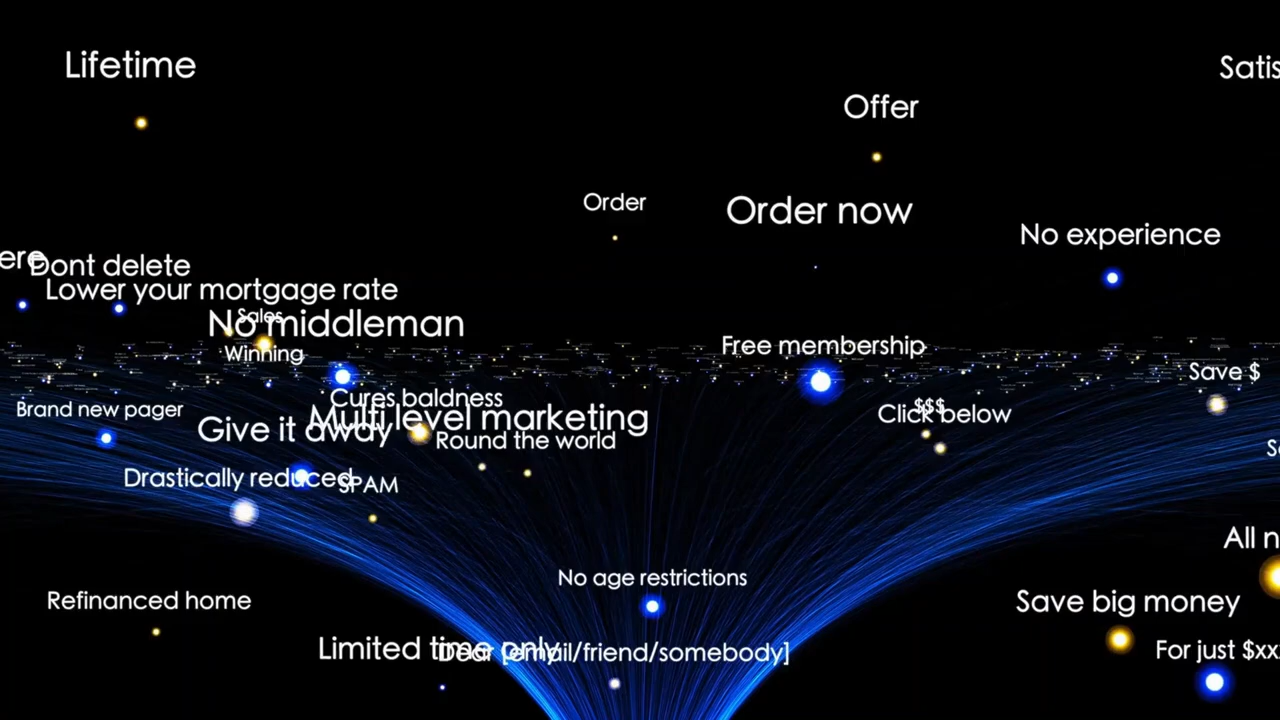 Lifetime
Satis
Offer
Order
Order now
No experience
ere
Dont delete
Lower your mortgage rate
Sales
No middleman
Free membership
Winning
Save $
Cures baldness
$$$
Brand new pager
Click below
Multi level marketing
Give it away
Round the world
Drastically reduced
SPAM
All n
No age restrictions
Refinanced home
Save big money
Limited time only
Dear [email/friend/somebody]
For just $xx